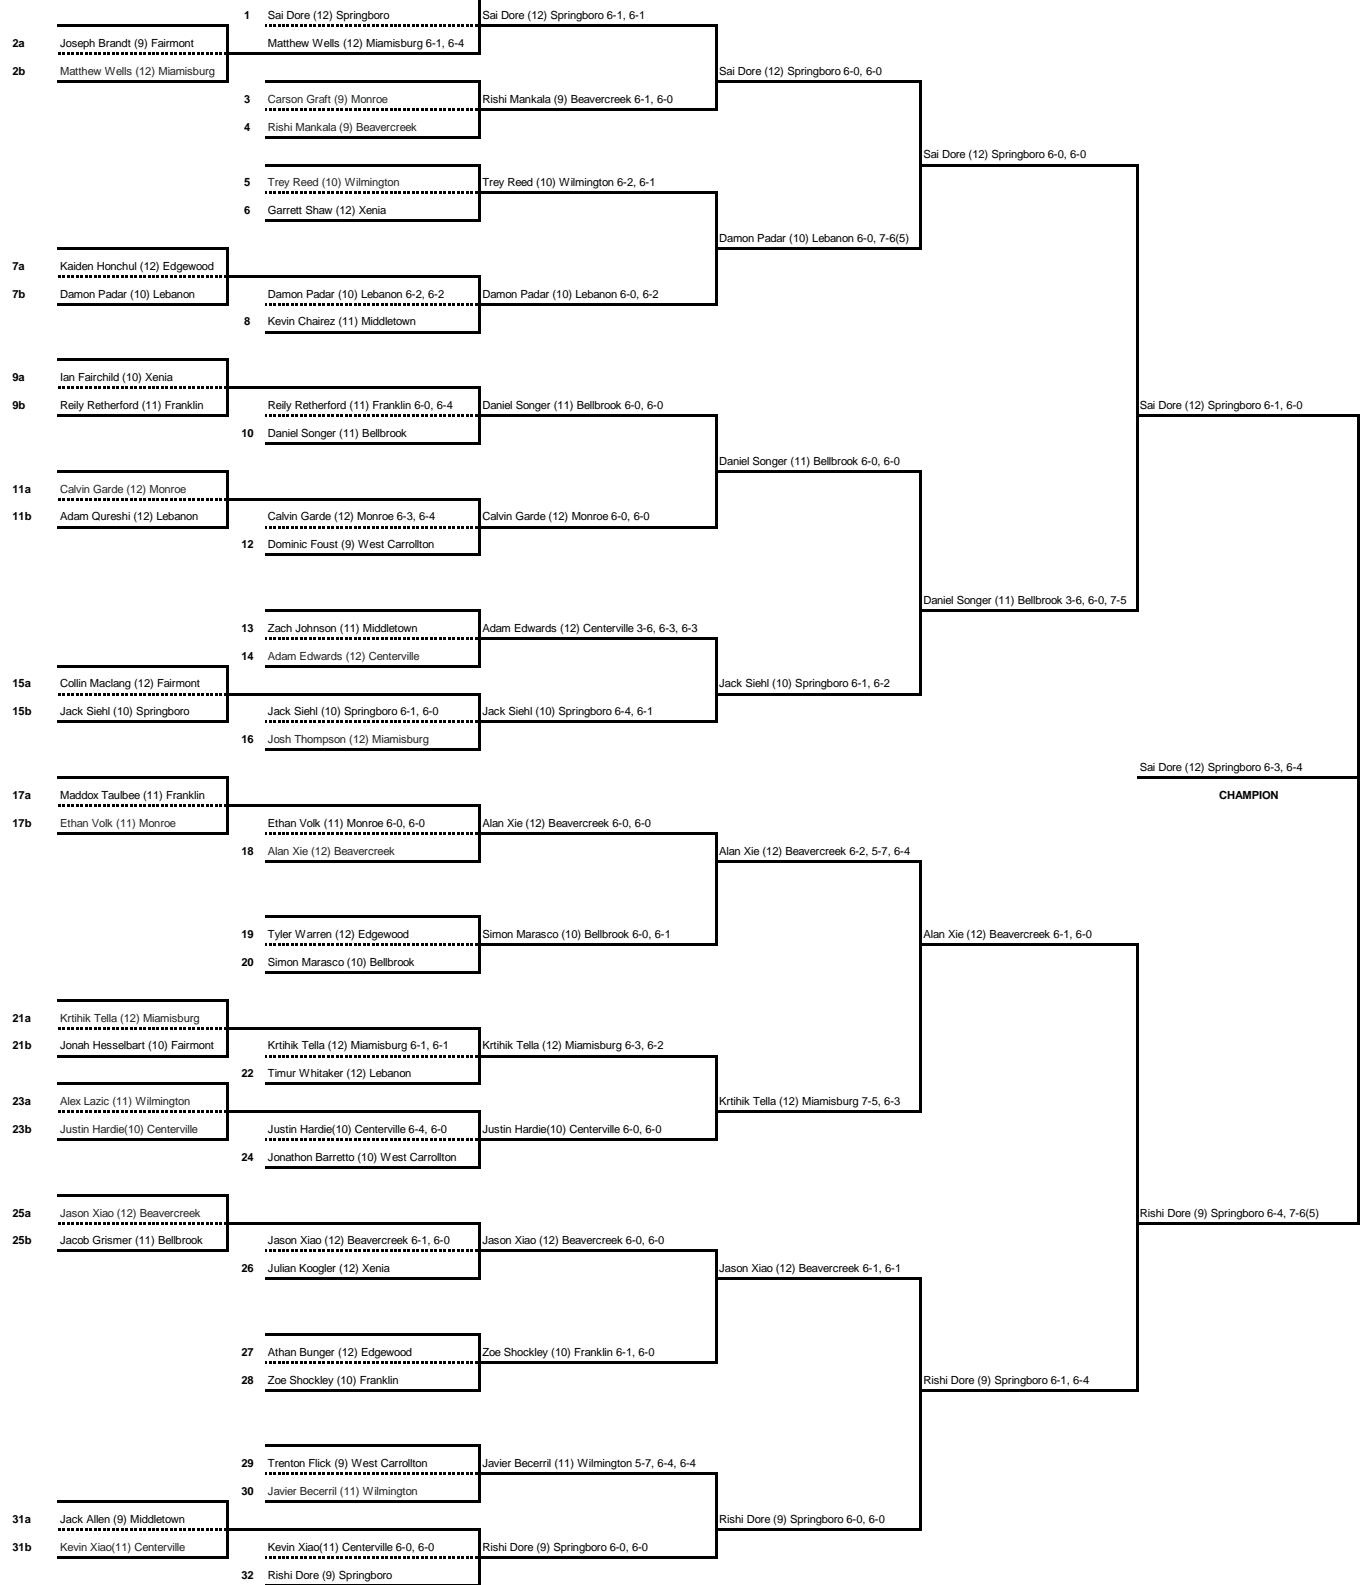 1 Sai Dore (12) Springboro Sai Dore (12) Springboro 6-1, 6-1
2a Joseph Brandt (9) Fairmont Matthew Wells (12) Miamisburg 6-1, 6-4
2b Matthew Wells (12) Miamisburg Sai Dore (12) Springboro 6-0, 6-0
3 Carson Graft (9) Monroe Rishi Mankala (9) Beavercreek 6-1, 6-0
4 Rishi Mankala (9) Beavercreek
Sai Dore (12) Springboro 6-0, 6-0
5 Trey Reed (10) Wilmington Trey Reed (10) Wilmington 6-2, 6-1
6 Garrett Shaw (12) Xenia
Damon Padar (10) Lebanon 6-0, 7-6(5)
7a Kaiden Honchul (12) Edgewood
7b Damon Padar (10) Lebanon Damon Padar (10) Lebanon 6-2, 6-2 Damon Padar (10) Lebanon 6-0, 6-2
8 Kevin Chairez (11) Middletown
9a Ian Fairchild (10) Xenia
9b Reily Retherford (11) Franklin Reily Retherford (11) Franklin 6-0, 6-4 Daniel Songer (11) Bellbrook 6-0, 6-0 Sai Dore (12) Springboro 6-1, 6-0
10 Daniel Songer (11) Bellbrook
Daniel Songer (11) Bellbrook 6-0, 6-0
11a Calvin Garde (12) Monroe
11b Adam Qureshi (12) Lebanon Calvin Garde (12) Monroe 6-3, 6-4 Calvin Garde (12) Monroe 6-0, 6-0
12 Dominic Foust (9) West Carrollton
Daniel Songer (11) Bellbrook 3-6, 6-0, 7-5
13 Zach Johnson (11) Middletown Adam Edwards (12) Centerville 3-6, 6-3, 6-3
14 Adam Edwards (12) Centerville
15a Collin Maclang (12) Fairmont Jack Siehl (10) Springboro 6-1, 6-2
15b Jack Siehl (10) Springboro Jack Siehl (10) Springboro 6-1, 6-0 Jack Siehl (10) Springboro 6-4, 6-1
16 Josh Thompson (12) Miamisburg
Sai Dore (12) Springboro 6-3, 6-4
17a Maddox Taulbee (11) Franklin CHAMPION
17b Ethan Volk (11) Monroe Ethan Volk (11) Monroe 6-0, 6-0 Alan Xie (12) Beavercreek 6-0, 6-0
18 Alan Xie (12) Beavercreek Alan Xie (12) Beavercreek 6-2, 5-7, 6-4
19 Tyler Warren (12) Edgewood Simon Marasco (10) Bellbrook 6-0, 6-1 Alan Xie (12) Beavercreek 6-1, 6-0
20 Simon Marasco (10) Bellbrook
21a Krtihik Tella (12) Miamisburg
21b Jonah Hesselbart (10) Fairmont Krtihik Tella (12) Miamisburg 6-1, 6-1 Krtihik Tella (12) Miamisburg 6-3, 6-2
22 Timur Whitaker (12) Lebanon
23a Alex Lazic (11) Wilmington Krtihik Tella (12) Miamisburg 7-5, 6-3
23b Justin Hardie(10) Centerville Justin Hardie(10) Centerville 6-4, 6-0 Justin Hardie(10) Centerville 6-0, 6-0
24 Jonathon Barretto (10) West Carrollton
25a Jason Xiao (12) Beavercreek Rishi Dore (9) Springboro 6-4, 7-6(5)
25b Jacob Grismer (11) Bellbrook Jason Xiao (12) Beavercreek 6-1, 6-0 Jason Xiao (12) Beavercreek 6-0, 6-0
26 Julian Koogler (12) Xenia Jason Xiao (12) Beavercreek 6-1, 6-1
27 Athan Bunger (12) Edgewood Zoe Shockley (10) Franklin 6-1, 6-0
28 Zoe Shockley (10) Franklin Rishi Dore (9) Springboro 6-1, 6-4
29 Trenton Flick (9) West Carrollton Javier Becerril (11) Wilmington 5-7, 6-4, 6-4
30 Javier Becerril (11) Wilmington
31a Jack Allen (9) Middletown Rishi Dore (9) Springboro 6-0, 6-0
31b Kevin Xiao(11) Centerville Kevin Xiao(11) Centerville 6-0, 6-0 Rishi Dore (9) Springboro 6-0, 6-0
32 Rishi Dore (9) Springboro